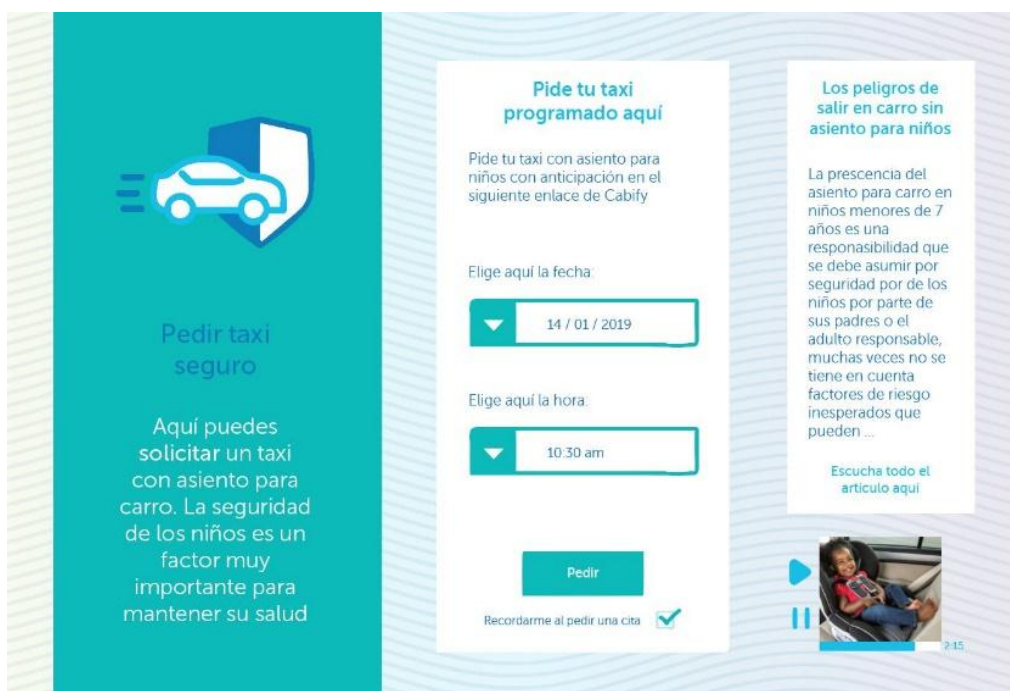 Pedir taxi
seguro
Aquí puedes
solicitar un taxi
con asiento para
carro. La seguridad
de los niños es un
factor muy
importante para
mantener su salud
Pide tu taxi
programado aquí
Pide tu taxi con asiento para
niños con anticipación en el
siguiente enlace de Cabify
Elige aquí la fecha:
14 / 01 / 2019
Elige aquí la hora:
10:30 am
Pedir
Recordarme al pedir una cita
Los peligros de
salir en carro sin
asiento para niños
La prescencia del
asiento para carro en
niños menores de 7
años es una
responasibilidad que
se debe asumir por
seguridad por de los
niños por parte de
sus padres o el
adulto responsable,
muchas veces no se
tiene en cuenta
factores de riesgo
inesperados que
pueden ...
Escucha todo el
artículo aqui
2:15